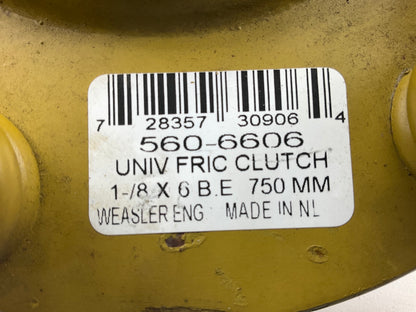 7 28357 30906 4
560-6606
UNIV FRIC CLUTCH
1-/8 X 6 B.E 750 MM
WEASLER ENG MADE IN NL